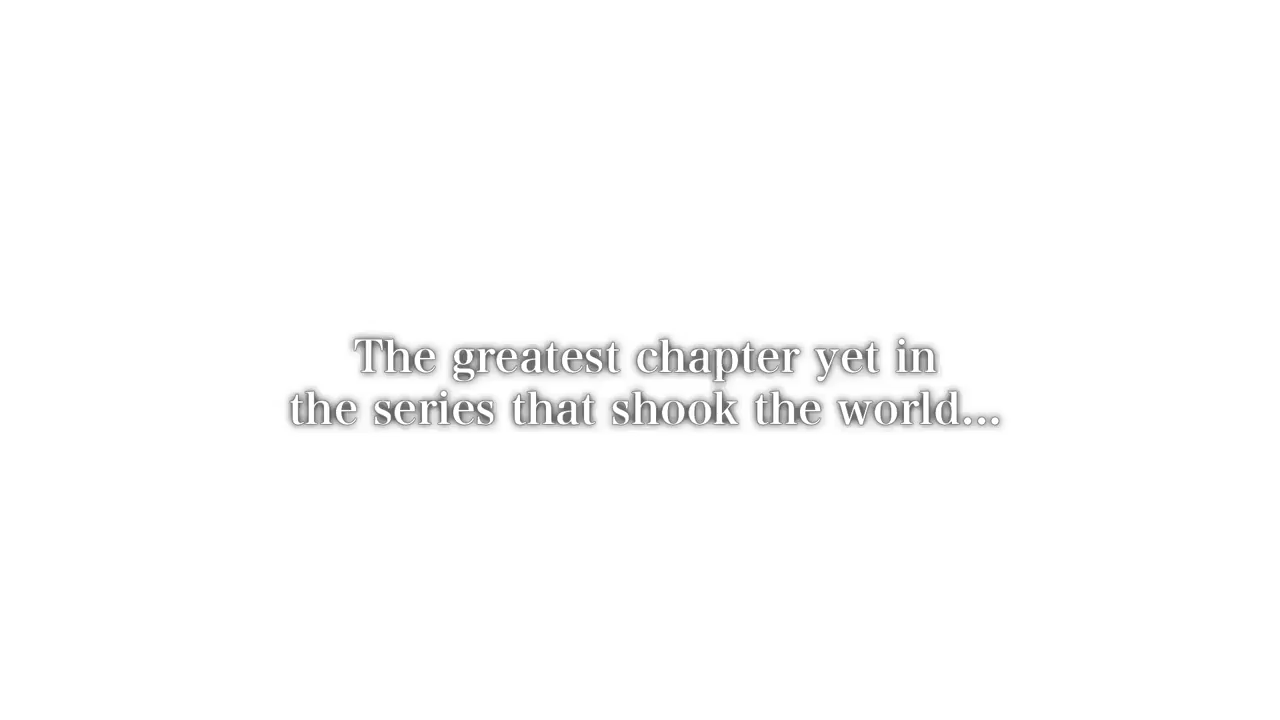 The greatest chapter yet in
the series that shook the world...